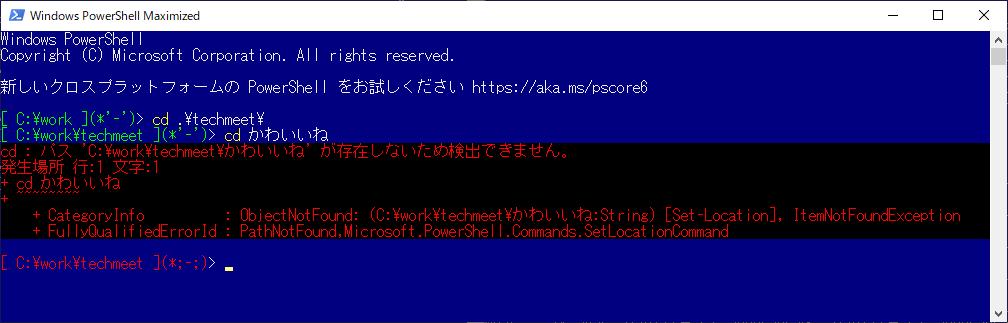 Windows PowerShell Maximized
Windows PowerShell
Copyright (C) Microsoft Corporation. All rights reserved.
新しいクロスプラットフォームの PowerShell をお試しください https://aka.ms/pscore6
[ C:¥work ](*'-')> cd .¥techmeet¥
[ C:¥work¥techmeet ](*'-')> cd かわいいね
cd : パス 'C:¥work¥techmeet¥かわいいね' が存在しないため検出できません。
発生場所 行:1 文字:1
+ cd かわいいね
+ ~~~~~~~~
    + CategoryInfo          : ObjectNotFound: (C:¥work¥techmeet¥かわいいね:String) [Set-Location], ItemNotFoundException
    + FullyQualifiedErrorId : PathNotFound,Microsoft.PowerShell.Commands.SetLocationCommand
[ C:¥work¥techmeet ](*;-;)>